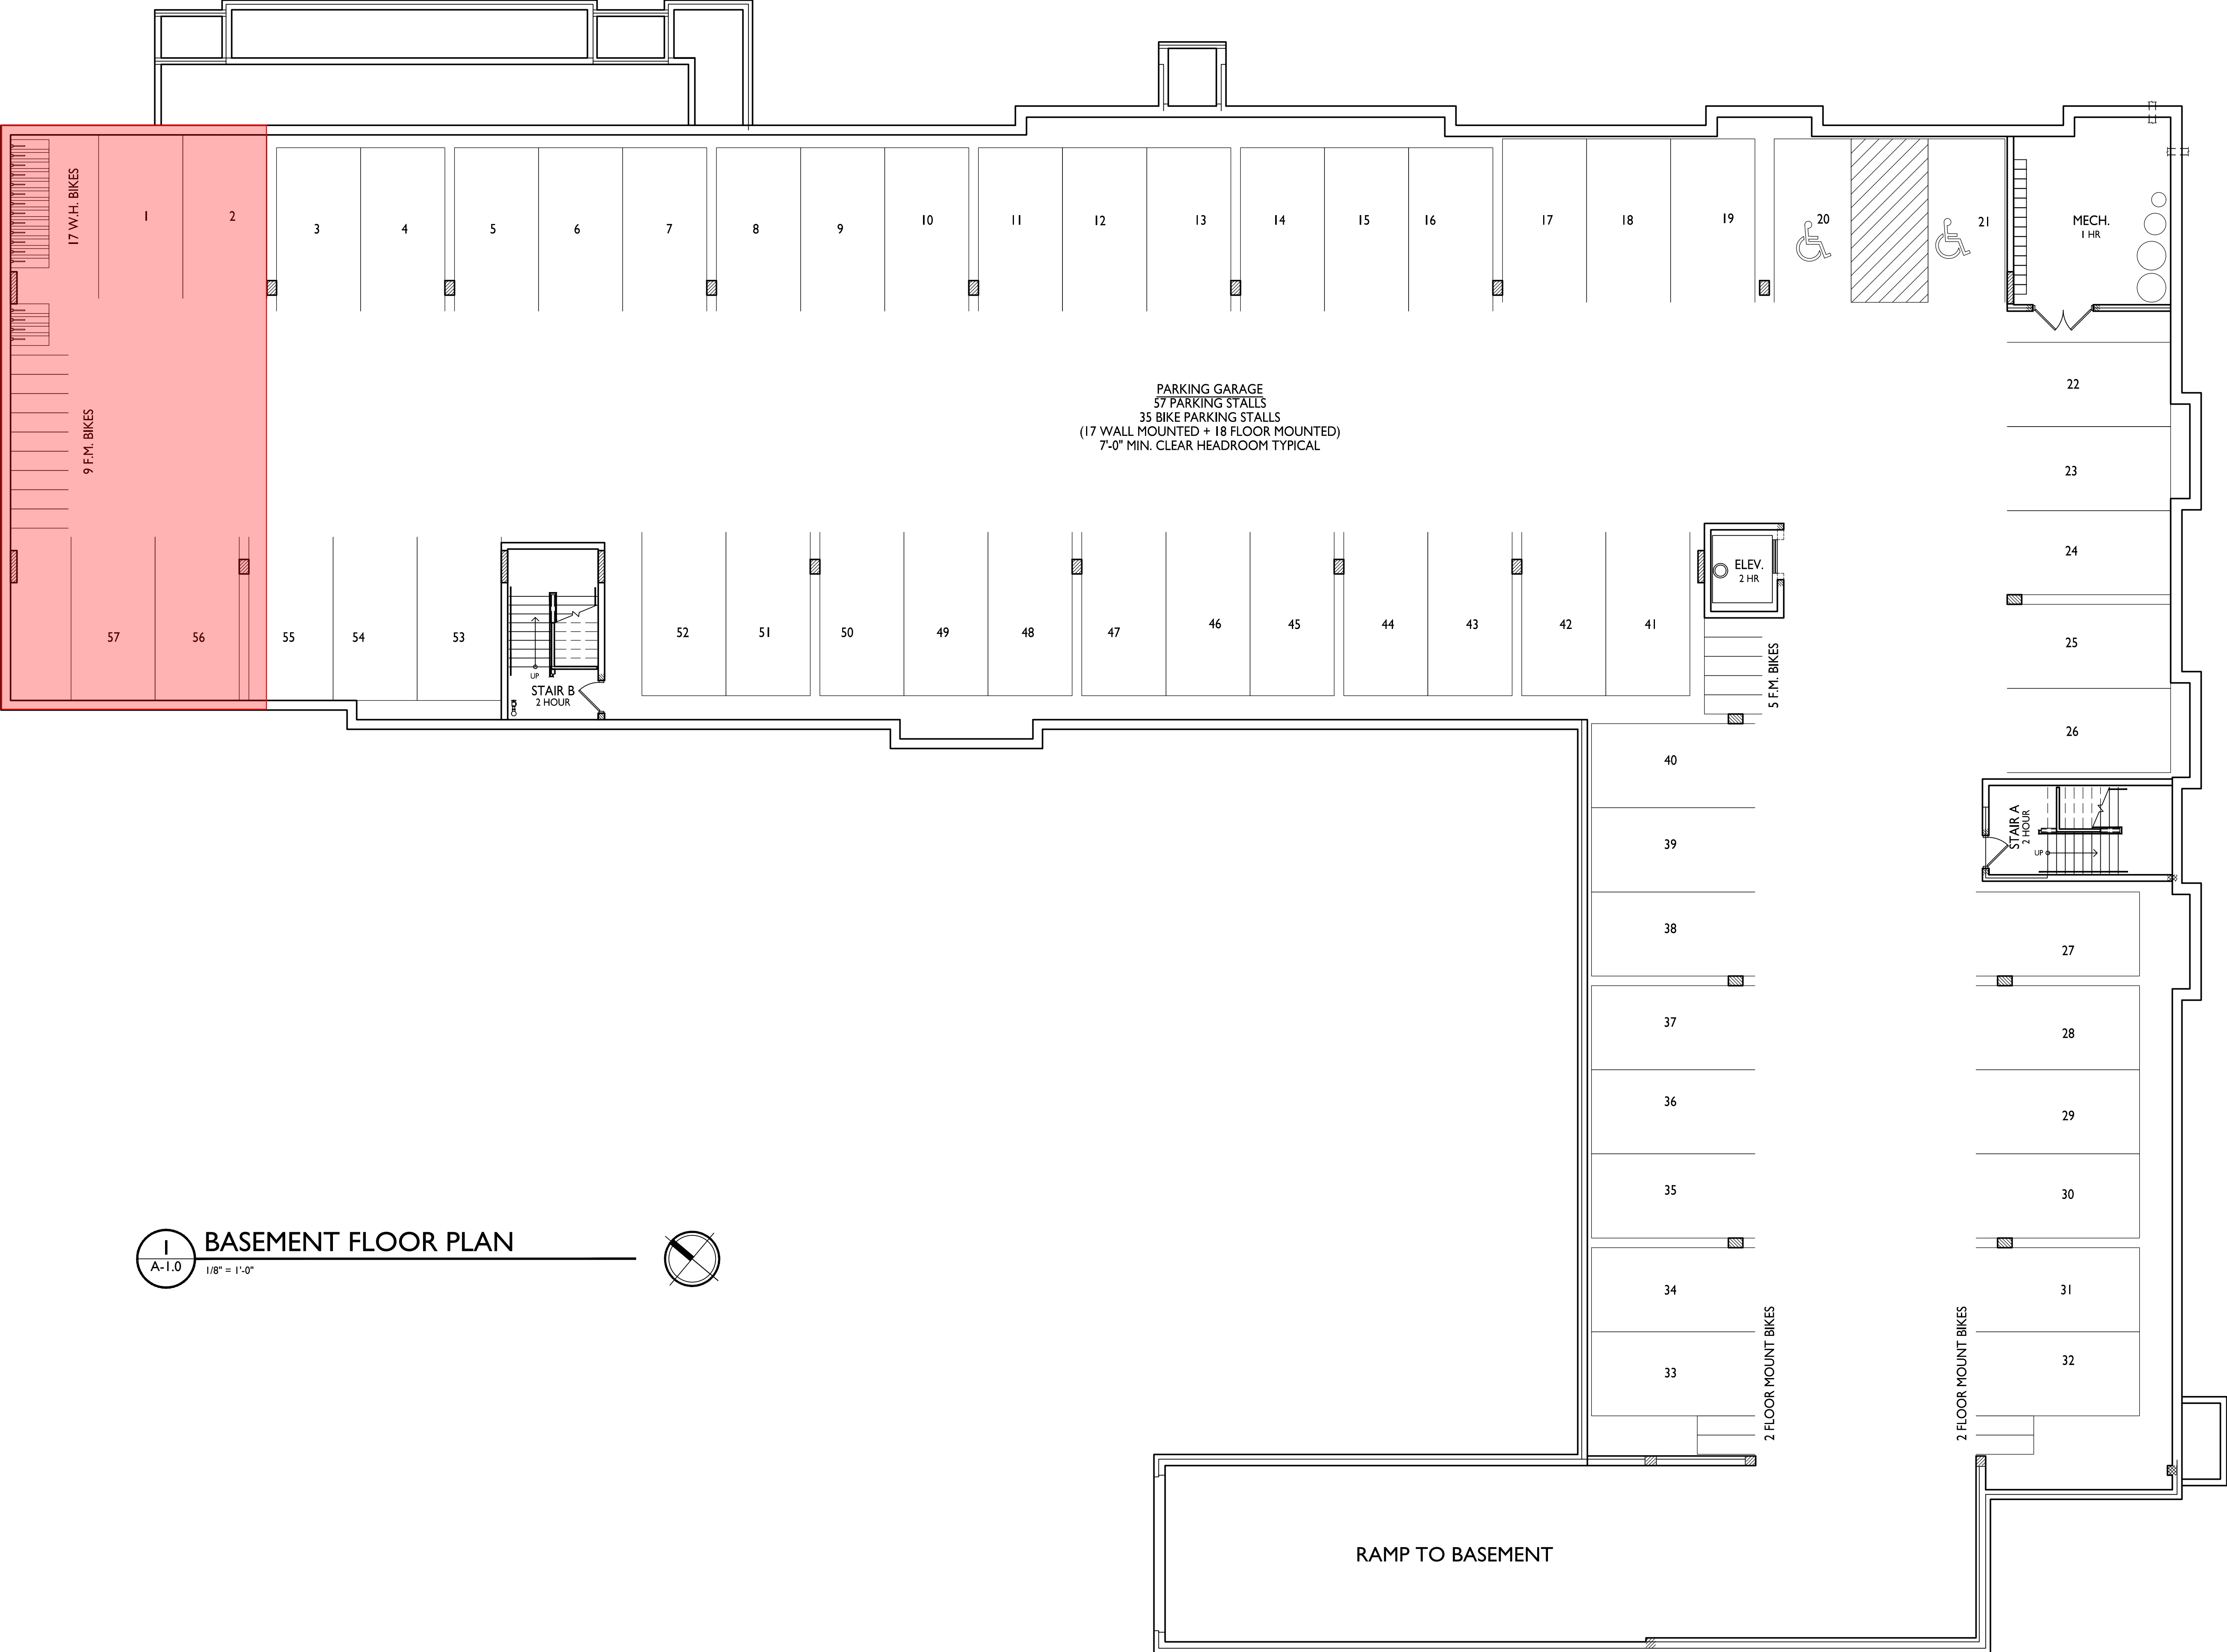 17 W.H. BIKES
1
2
3
4
5
6
7
8
9
10
11
12
13
14
15
16
17
18
19
20
21
MECH.
1 HR
9 F.M. BIKES
PARKING GARAGE
57 PARKING STALLS
35 BIKE PARKING STALLS
(17 WALL MOUNTED + 18 FLOOR MOUNTED)
7'-0" MIN. CLEAR HEADROOM TYPICAL
22
23
24
25
26
ELEV.
2 HR
57
56
55
54
53
UP
STAIR B
2 HOUR
52
51
50
49
48
47
46
45
44
43
42
41
5 F.M. BIKES
40
39
38
37
36
35
34
33
STAIR A
2 HOUR
UP
27
28
29
30
31
32
2 FLOOR MOUNT BIKES
2 FLOOR MOUNT BIKES
1
A-1.0
BASEMENT FLOOR PLAN
1/8" = 1'-0"
RAMP TO BASEMENT